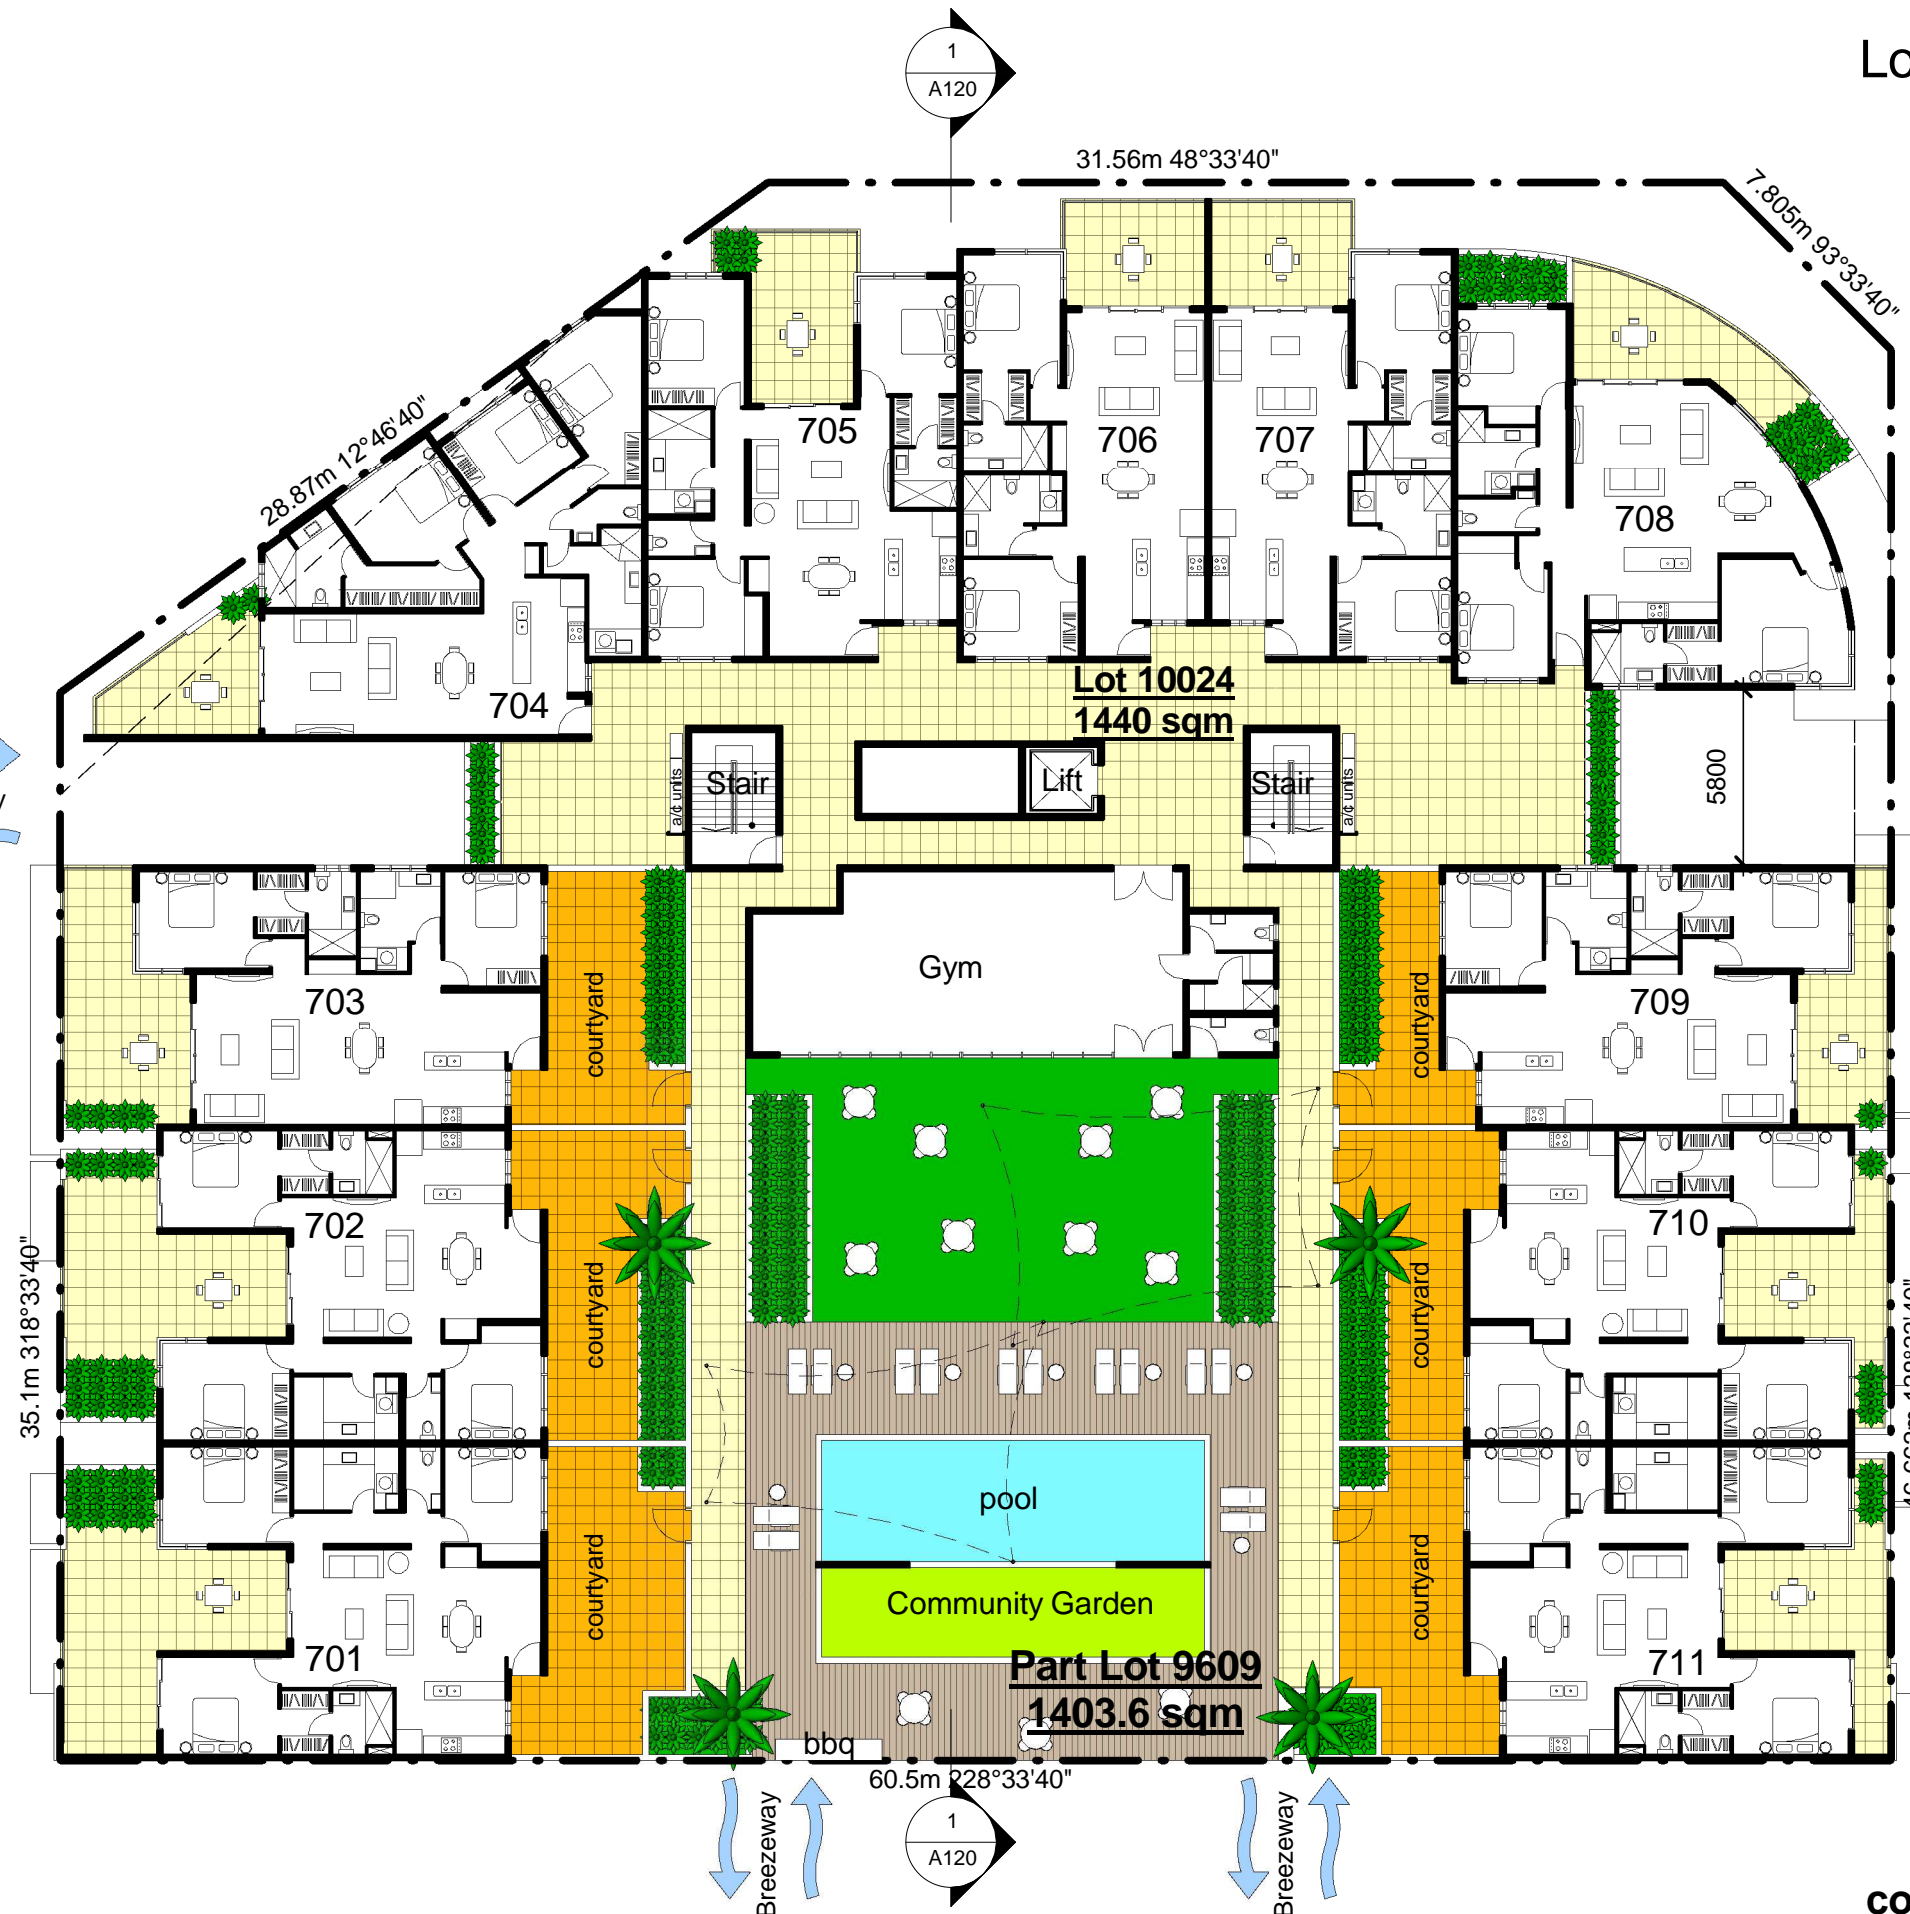 1
A120
Lo
31.56m 48°33'40"
7.805m 93°33'40"
28.87m 12°46'40"
705
706
707
708
704
Lot 10024
1440 sqm
Stair
Lift
Stair
a/c units
a/c units
5800
703
Gym
709
courtyard
courtyard
702
710
courtyard
courtyard
35.1m 318°33'40"
pool
Community Garden
courtyard
courtyard
701
711
Part Lot 9609
1403.6 sqm
bbq
60.5m 228°33'40"
Breezeway
Breezeway
1
A120
co